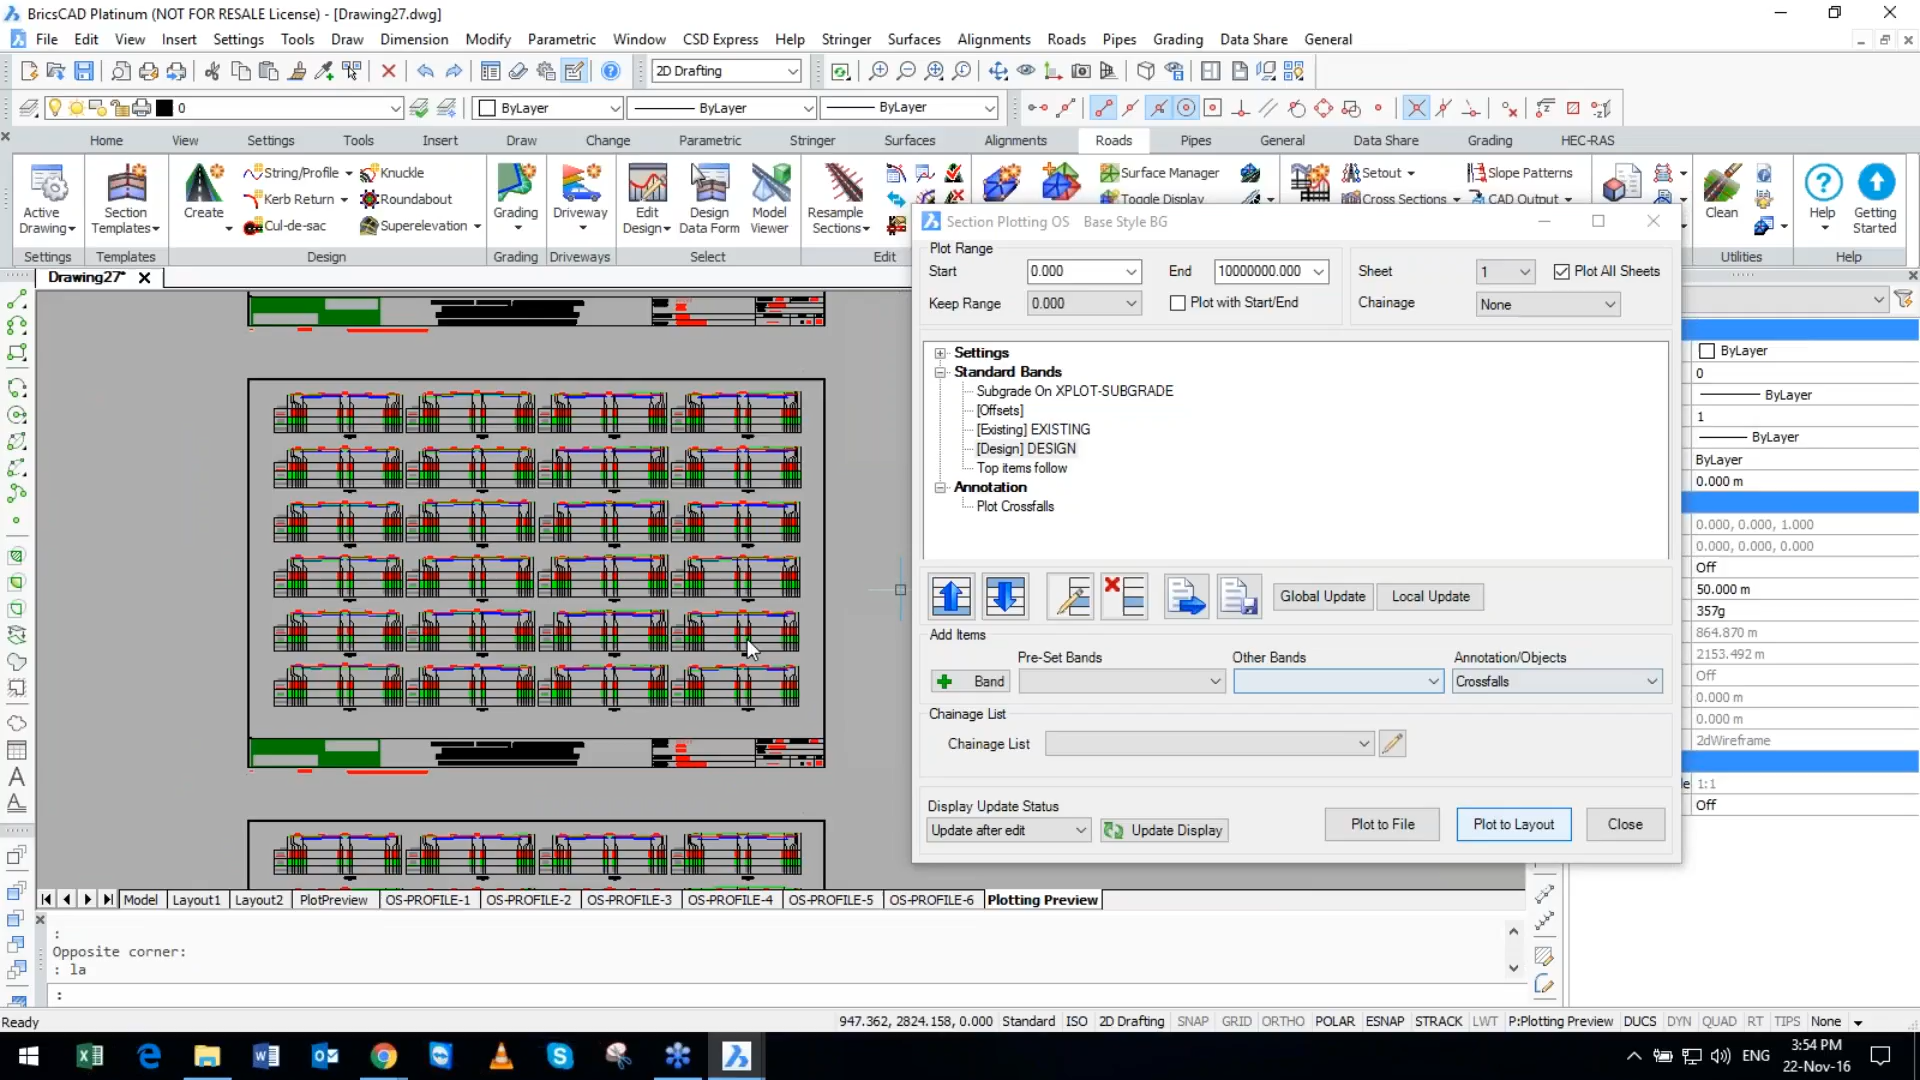 BricsCAD Platinum (NOT FOR RESALE License) - [Drawing27.dwg]
File Edit View Insert Settings Tools Draw Dimension Modify Parametric Window CSD Express Help Stringer Surfaces Alignments Roads Pipes Grading Data Share General
2D Drafting
0 ByLayer ByLayer ByLayer
Home View Settings Tools Insert Draw Change Parametric Stringer Surfaces Alignments Roads Pipes General Data Share Grading HEC-RAS
String/Profile Knuckle Surface Manager Setout Slope Patterns
Kerb Return Roundabout Toggle Display Cross Sections CAD Output
Active Drawing Section Templates Create Grading Driveway Edit Design Design Data Form Model Viewer Resample Sections Clean Help Getting Started
Cul-de-sac Superelevation
Settings Templates Design Grading Driveways Select Edit Utilities Help
Drawing27*
Section Plotting OS Base Style BG
Plot Range
Start 0.000 End 10000000.000 Sheet 1 Plot All Sheets
Keep Range 0.000 Plot with Start/End Chainage None
Settings
Standard Bands
Subgrade On XPLOT-SUBGRADE
[Offsets]
[Existing] EXISTING
[Design] DESIGN
Top items follow
Annotation
Plot Crossfalls
Global Update Local Update
Add Items
Pre-Set Bands Other Bands Annotation/Objects
Band Crossfalls
Chainage List
Chainage List
Display Update Status
Update after edit Update Display Plot to File Plot to Layout Close
ByLayer
0
ByLayer
1
ByLayer
ByLayer
0.000 m
0.000, 0.000, 1.000
0.000, 0.000, 0.000
Off
50.000 m
357g
864.870 m
2153.492 m
Off
0.000 m
0.000 m
2dWireframe
1:1
Off
Model Layout1 Layout2 PlotPreview OS-PROFILE-1 OS-PROFILE-2 OS-PROFILE-3 OS-PROFILE-4 OS-PROFILE-5 OS-PROFILE-6 Plotting Preview
:
Opposite corner:
: la
:
Ready 947.362, 2824.158, 0.000 Standard ISO 2D Drafting SNAP GRID ORTHO POLAR ESNAP STRACK LWT P:Plotting Preview DUCS DYN QUAD RT TIPS None
ENG 3:54 PM
22-Nov-16